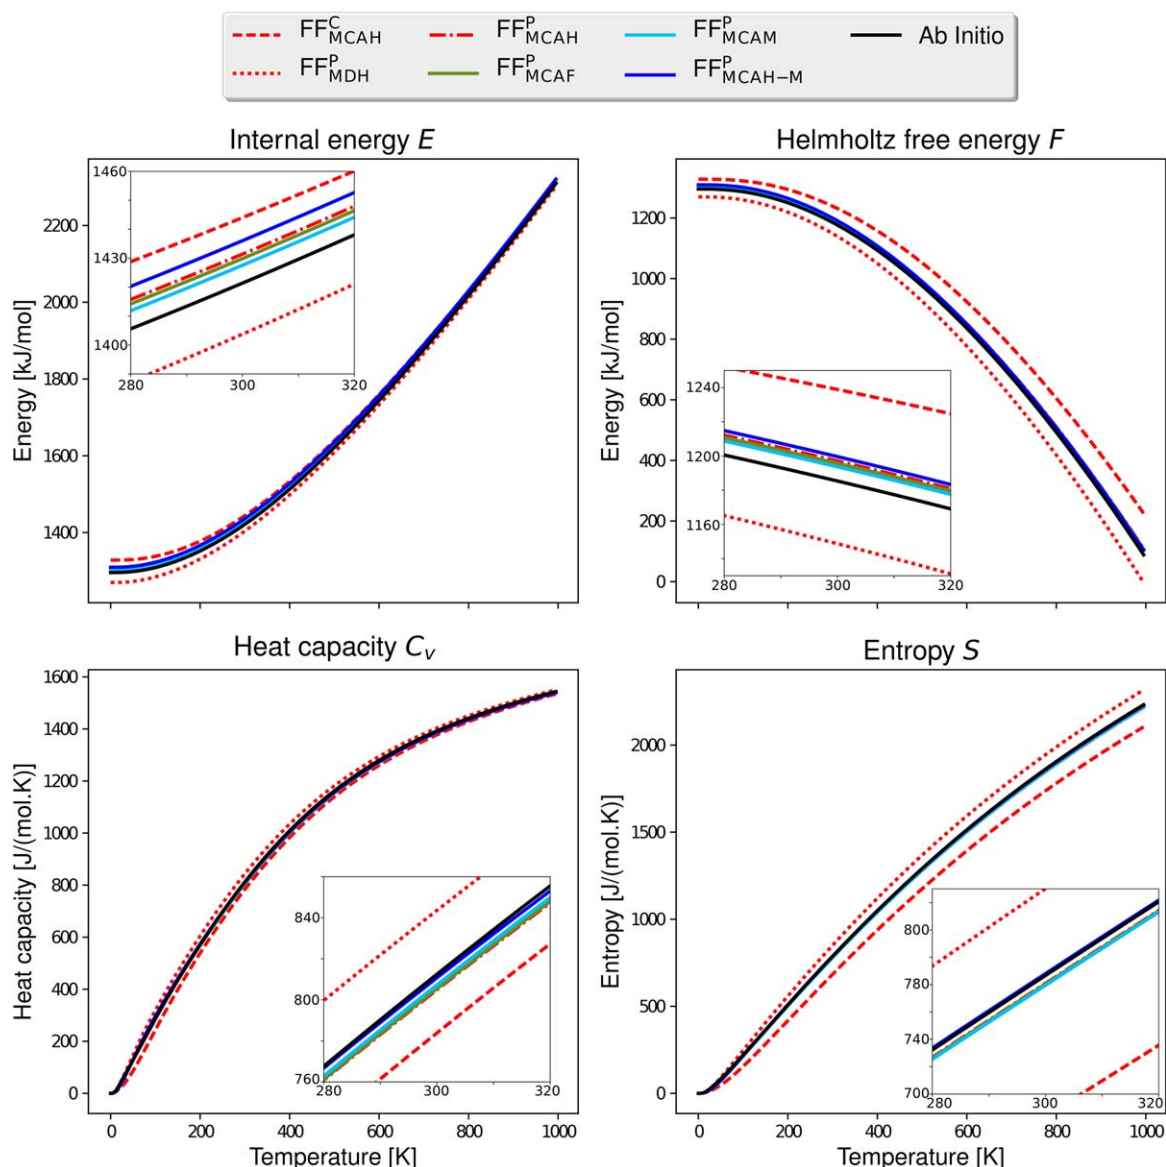 FF^C_MCAH FF^P_MCAH FF^P_MCAM Ab Initio
FF^P_MDH FF^P_MCAF FF^P_MCAH−M
Internal energy E
Helmholtz free energy F
Energy [kJ/mol]
2200
2000
1800
1600
1400
1460
1430
1400
280 300 320
Energy [kJ/mol]
1200
1000
800
600
400
200
0
1240
1200
1160
280 300 320
Heat capacity C_v
Entropy S
Heat capacity [J/(mol.K)]
1600
1400
1200
1000
800
600
400
200
0
840
800
760
280 300 320
0 200 400 600 800 1000
Temperature [K]
Entropy [J/(mol.K)]
2000
1500
1000
500
0
800
780
740
700
280 300 320
0 200 400 600 800 1000
Temperature [K]